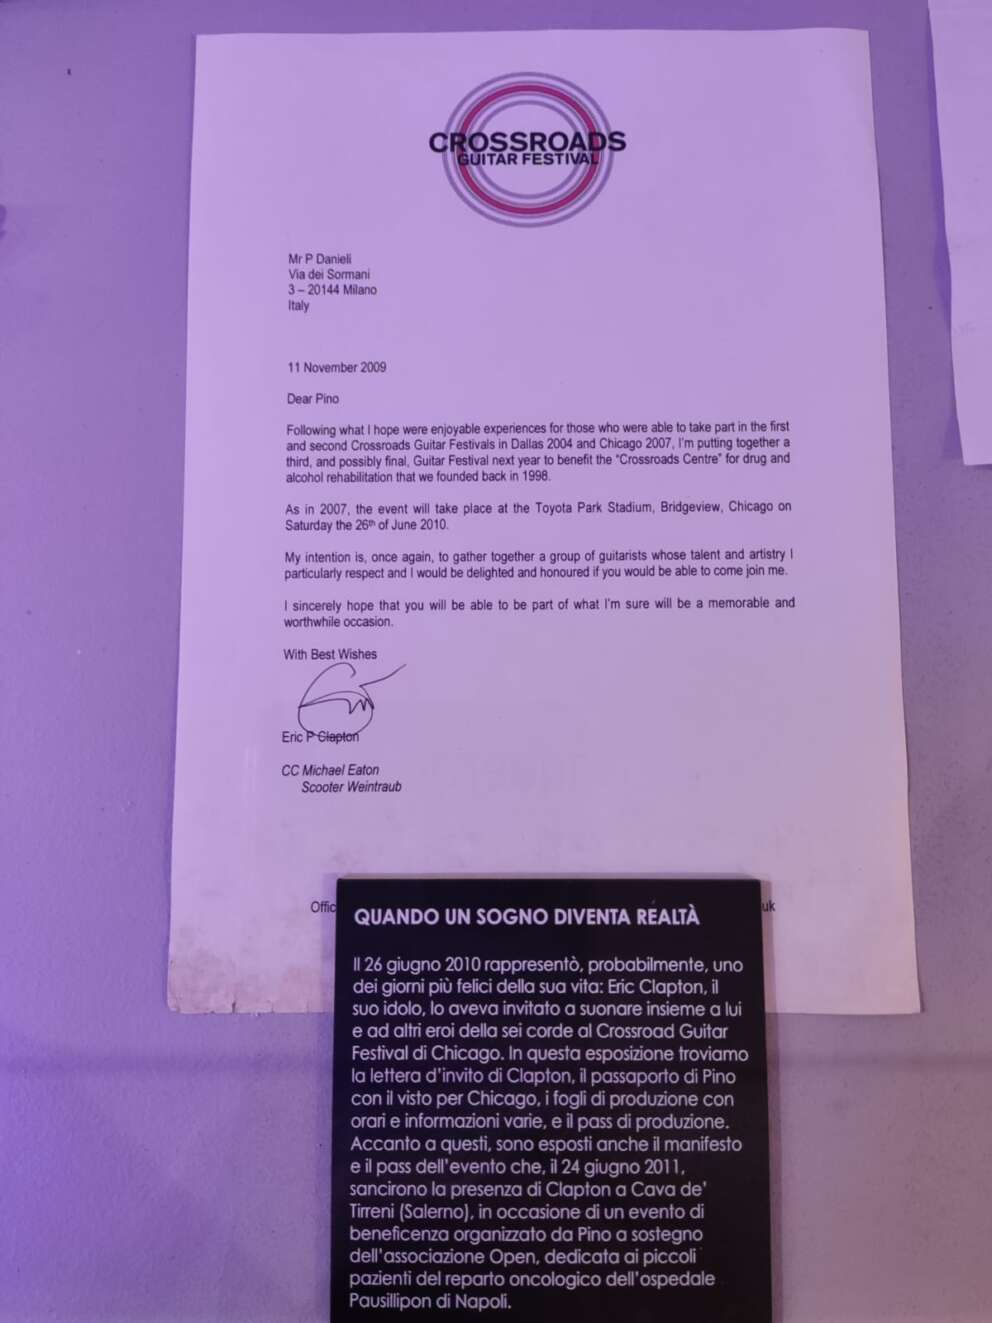 CROSSROADS
GUITAR FESTIVAL
Mr P Danieli
Via dei Sormani
3 – 20144 Milano
Italy
11 November 2009
Dear Pino
Following what I hope were enjoyable experiences for those who were able to take part in the first
and second Crossroads Guitar Festivals in Dallas 2004 and Chicago 2007, I'm putting together a
third, and possibly final, Guitar Festival next year to benefit the "Crossroads Centre" for drug and
alcohol rehabilitation that we founded back in 1998.
As in 2007, the event will take place at the Toyota Park Stadium, Bridgeview, Chicago on
Saturday the 26th of June 2010.
My intention is, once again, to gather together a group of guitarists whose talent and artistry I
particularly respect and I would be delighted and honoured if you would be able to come join me.
I sincerely hope that you will be able to be part of what I'm sure will be a memorable and
worthwhile occasion.
With Best Wishes
Eric P Clapton
CC Michael Eaton
Scooter Weintraub
Offic uk
QUANDO UN SOGNO DIVENTA REALTÀ
Il 26 giugno 2010 rappresentò, probabilmente, uno
dei giorni più felici della sua vita: Eric Clapton, il
suo idolo, lo aveva invitato a suonare insieme a lui
e ad altri eroi della sei corde al Crossroad Guitar
Festival di Chicago. In questa esposizione troviamo
la lettera d'invito di Clapton, il passaporto di Pino
con il visto per Chicago, i fogli di produzione con
orari e informazioni varie, e il pass di produzione.
Accanto a questi, sono esposti anche il manifesto
e il pass dell'evento che, il 24 giugno 2011,
sancirono la presenza di Clapton a Cava de'
Tirreni (Salerno), in occasione di un evento di
beneficenza organizzato da Pino a sostegno
dell'associazione Open, dedicata ai piccoli
pazienti del reparto oncologico dell'ospedale
Pausillipon di Napoli.